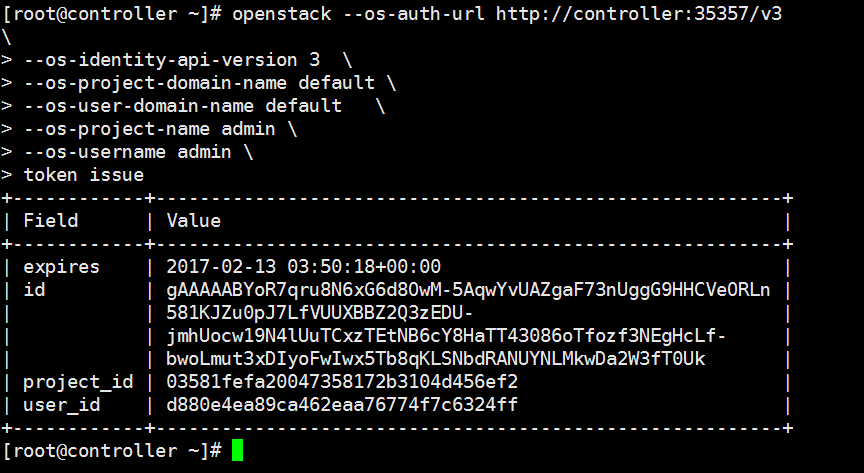 [root@controller ~]# openstack --os-auth-url http://controller:35357/v3
\
> --os-identity-api-version 3  \
> --os-project-domain-name default \
> --os-user-domain-name default   \
> --os-project-name admin \
> --os-username admin \
> token issue
+------------+-----------------------------------------------------------+
| Field      | Value                                                     |
+------------+-----------------------------------------------------------+
| expires    | 2017-02-13 03:50:18+00:00                                 |
| id         | gAAAAABYoR7qru8N6xG6d8OwM-5AqwYvUAZgaF73nUggG9HHCVeORLn |
|            | 581KJZu0pJ7LfVUUXBBZ2Q3zEDU-                              |
|            | jmhUocw19N4lUuTCxzTEtNB6cY8HaTT43086oTfozf3NEgHcLf-       |
|            | bwoLmut3xDIyoFwIwx5Tb8qKLSNbdRANUYNLMkwDa2W3fT0Uk         |
| project_id | 03581fefa20047358172b3104d456ef2                          |
| user_id    | d880e4ea89ca462eaa76774f7c6324ff                          |
+------------+-----------------------------------------------------------+
[root@controller ~]#